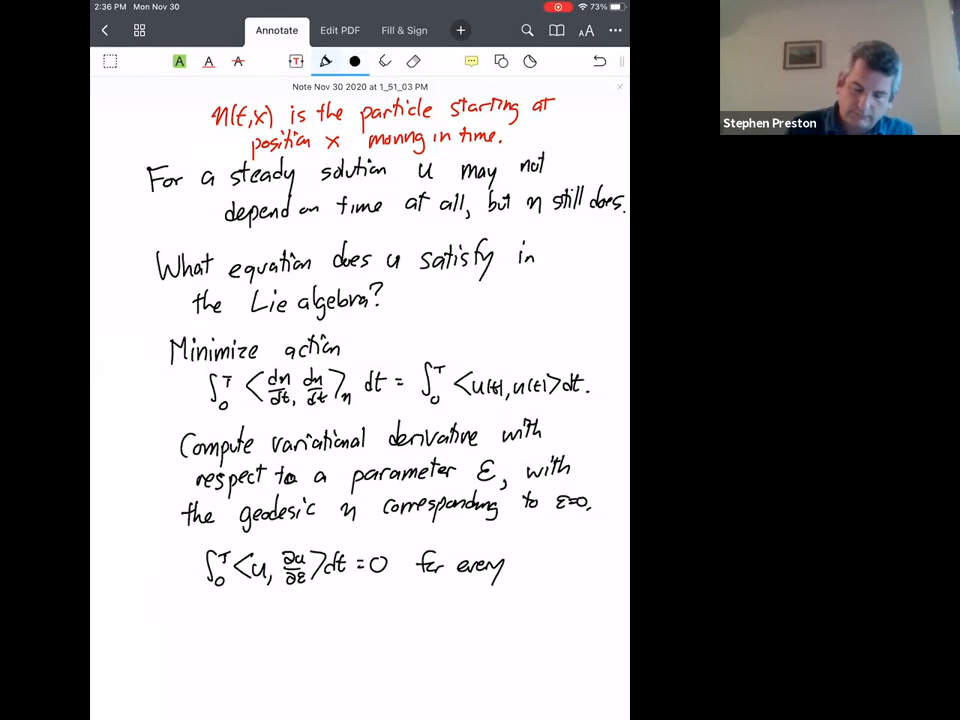 2:36 PM Mon Nov 30
73%
Annotate
Edit PDF
Fill & Sign
Note Nov 30 2020 at 1_51_03 PM
η(t,x) is the particle starting at
position x moving in time.
For a steady solution u may not
depend on time at all, but η still does.
What equation does u satisfy in
the Lie algebra?
Minimize action
∫₀ᵀ <dη/dt, dη/dt>_η dt = ∫₀ᵀ <u(t), u(t)> dt.
Compute variational derivative with
respect to a parameter ε, with
the geodesic η corresponding to ε=0.
∫₀ᵀ <u, ∂u/∂ε> dt = 0 for every
Stephen Preston